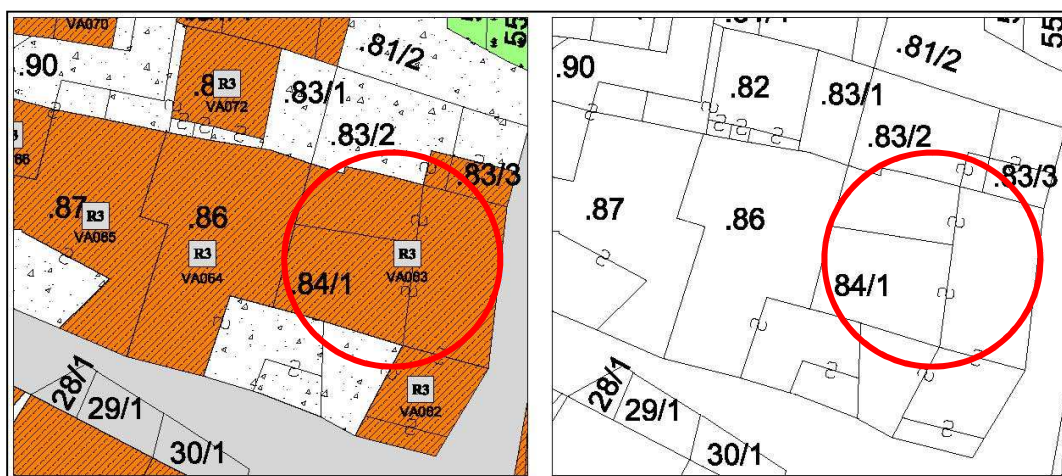 VA070
.81/2
55
.90
R3
VA072
.83/1
.83/2
.83/3
.87
R3
VA065
.86
R3
VA064
R3
VA063
.84/1
R3
VA062
28/1
29/1
30/1
.81/2
55
.90
.82
.83/1
.83/2
.83/3
.87
.86
84/1
28/1
29/1
30/1